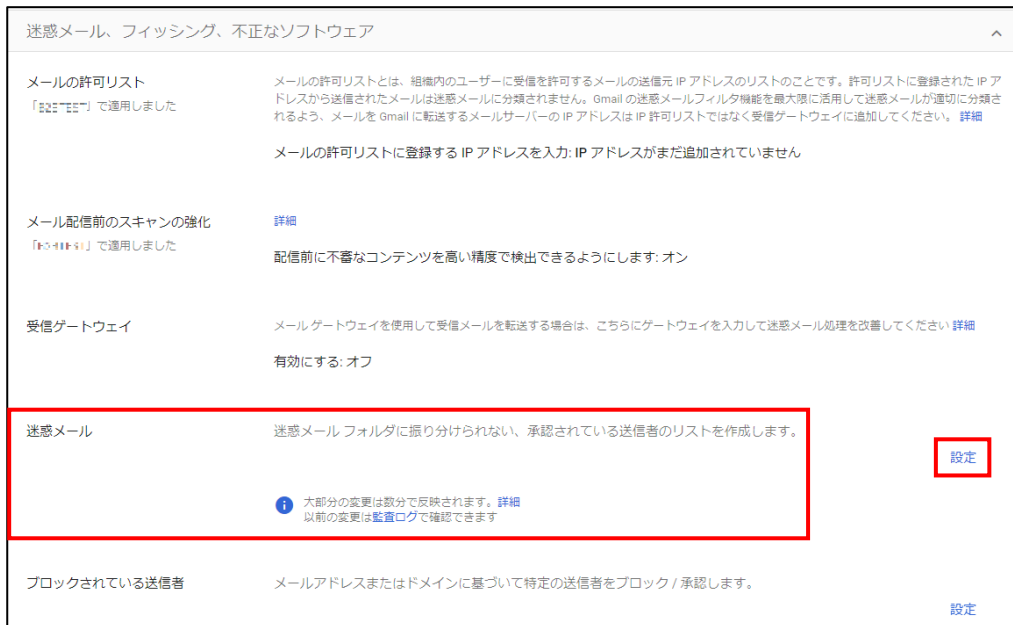 迷惑メール、フィッシング、不正なソフトウェア
メールの許可リスト
「」で適用しました
メールの許可リストとは、組織内のユーザーに受信を許可するメールの送信元 IP アドレスのリストのことです。許可リストに登録された IP ア
ドレスから送信されたメールは迷惑メールに分類されません。Gmail の迷惑メールフィルタ機能を最大限に活用して迷惑メールが適切に分類さ
れるよう、メールを Gmail に転送するメールサーバーの IP アドレスは IP 許可リストではなく受信ゲートウェイに追加してください。 詳細
メールの許可リストに登録する IP アドレスを入力: IP アドレスがまだ追加されていません
メール配信前のスキャンの強化
「」で適用しました
詳細
配信前に不審なコンテンツを高い精度で検出できるようにします: オン
受信ゲートウェイ
メール ゲートウェイを使用して受信メールを転送する場合は、こちらにゲートウェイを入力して迷惑メール処理を改善してください 詳細
有効にする: オフ
迷惑メール
迷惑メール フォルダに振り分けられない、承認されている送信者のリストを作成します。
設定
大部分の変更は数分で反映されます。詳細
以前の変更は監査ログで確認できます
ブロックされている送信者
メールアドレスまたはドメインに基づいて特定の送信者をブロック / 承認します。
設定